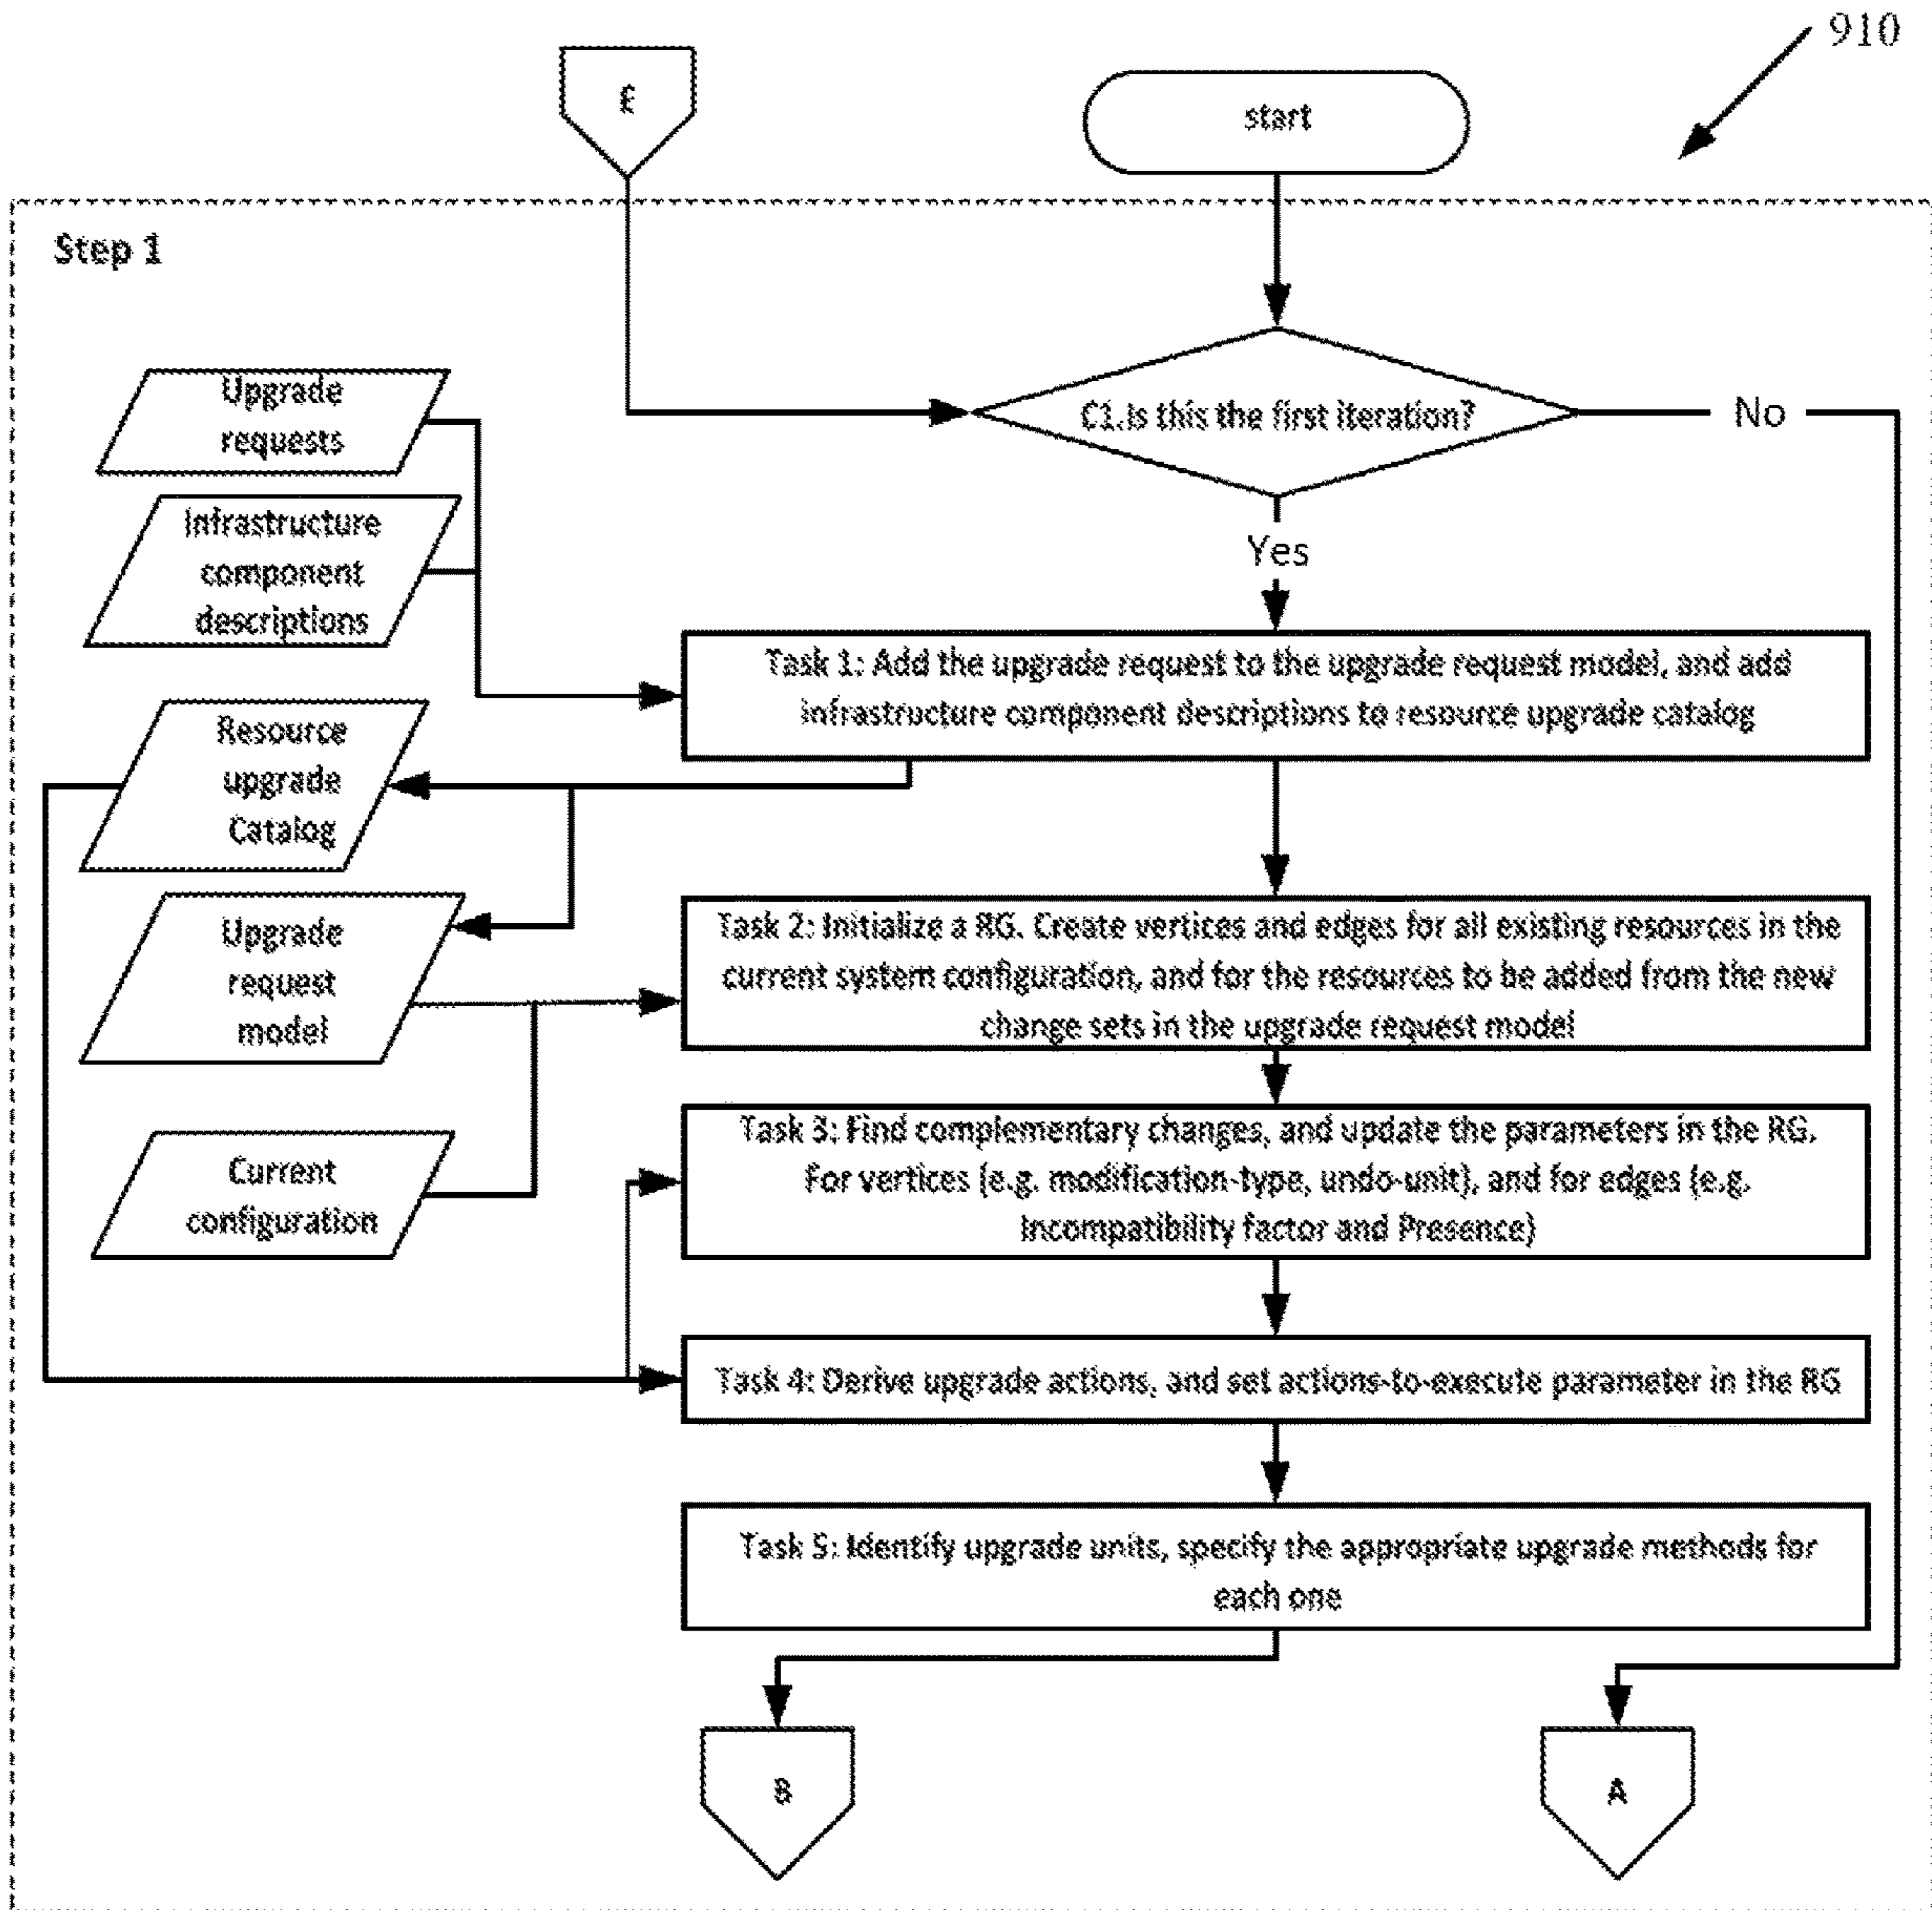 910
E
start
Step 1
Upgrade
requests
C1.Is this the first iteration?
No
Infrastructure
component
descriptions
Yes
Task 1: Add the upgrade request to the upgrade request model, and add
infrastructure component descriptions to resource upgrade catalog
Resource
upgrade
Catalog
Upgrade
request
model
Task 2: Initialize a RG. Create vertices and edges for all existing resources in the
current system configuration, and for the resources to be added from the new
change sets in the upgrade request model
Current
configuration
Task 3: Find complementary changes, and update the parameters in the RG.
For vertices (e.g. modification-type, undo-unit), and for edges (e.g.
Incompatibility factor and Presence)
Task 4: Derive upgrade actions, and set actions-to-execute parameter in the RG
Task 5: Identify upgrade units, specify the appropriate upgrade methods for
each one
B
A